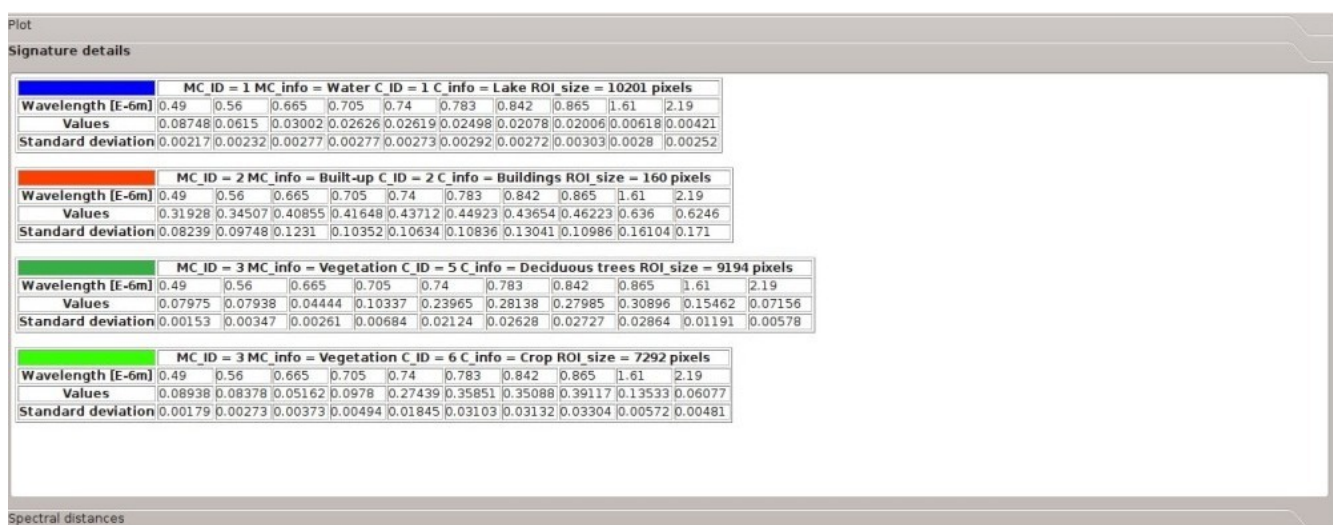 Plot
Signature details
MC_ID = 1 MC_info = Water C_ID = 1 C_info = Lake ROI_size = 10201 pixels
Wavelength [E-6m] 0.49 0.56 0.665 0.705 0.74 0.783 0.842 0.865 1.61 2.19
Values 0.08748 0.0615 0.03002 0.02626 0.02619 0.02498 0.02078 0.02006 0.00618 0.00421
Standard deviation 0.00217 0.00232 0.00277 0.00277 0.00273 0.00292 0.00272 0.00303 0.0028 0.00252
MC_ID = 2 MC_info = Built-up C_ID = 2 C_info = Buildings ROI_size = 160 pixels
Wavelength [E-6m] 0.49 0.56 0.665 0.705 0.74 0.783 0.842 0.865 1.61 2.19
Values 0.31928 0.34507 0.40855 0.41648 0.43712 0.44923 0.43654 0.46223 0.636 0.6246
Standard deviation 0.08239 0.09748 0.1231 0.10352 0.10634 0.10836 0.13041 0.10986 0.16104 0.171
MC_ID = 3 MC_info = Vegetation C_ID = 5 C_info = Deciduous trees ROI_size = 9194 pixels
Wavelength [E-6m] 0.49 0.56 0.665 0.705 0.74 0.783 0.842 0.865 1.61 2.19
Values 0.07975 0.07938 0.04444 0.10337 0.23965 0.28138 0.27985 0.30896 0.15462 0.07156
Standard deviation 0.00153 0.00347 0.00261 0.00684 0.02124 0.02628 0.02727 0.02864 0.01191 0.00578
MC_ID = 3 MC_info = Vegetation C_ID = 6 C_info = Crop ROI_size = 7292 pixels
Wavelength [E-6m] 0.49 0.56 0.665 0.705 0.74 0.783 0.842 0.865 1.61 2.19
Values 0.08938 0.08378 0.05162 0.0978 0.27439 0.35851 0.35088 0.39117 0.13533 0.06077
Standard deviation 0.00179 0.00273 0.00373 0.00494 0.01845 0.03103 0.03132 0.03304 0.00572 0.00481
Spectral distances